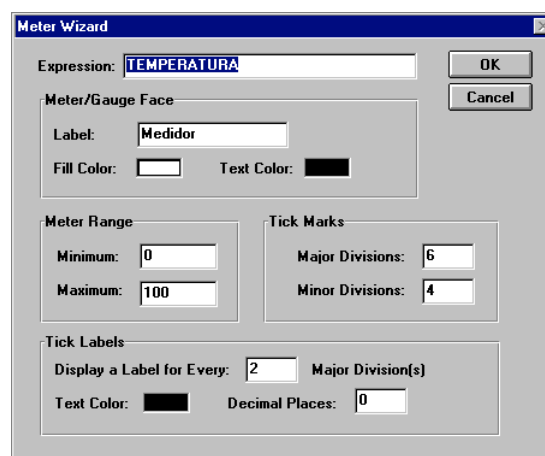 Meter Wizard
Expression: TEMPERATURA
OK
Cancel
Meter/Gauge Face
Label: Medidor
Fill Color: Text Color:
Meter Range
Minimum: 0
Maximum: 100
Tick Marks
Major Divisions: 6
Minor Divisions: 4
Tick Labels
Display a Label for Every: 2 Major Division(s)
Text Color: Decimal Places: 0